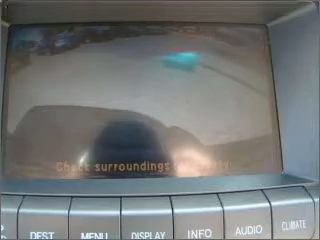 Check surroundings
DEST
MENU
DISPLAY
INFO
AUDIO
CLIMATE